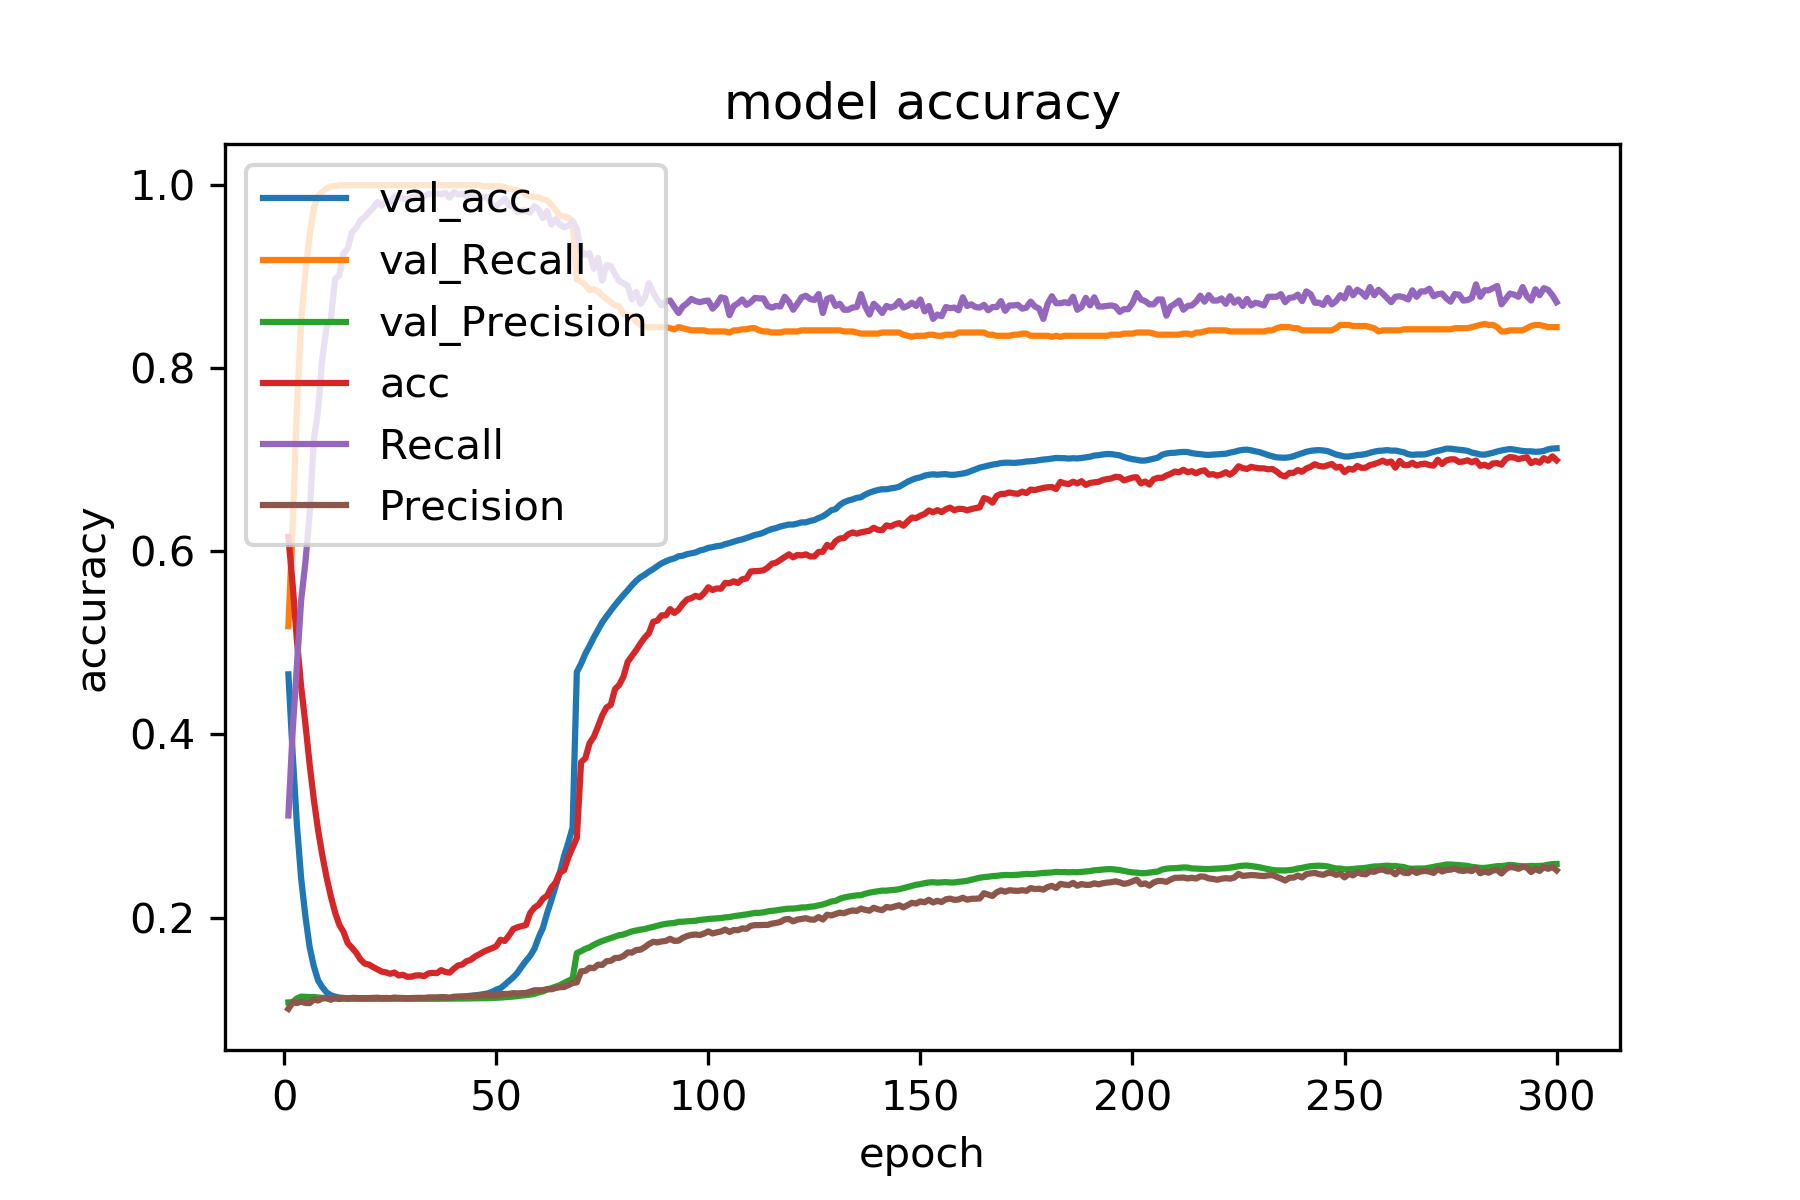 model accuracy
accuracy
1.0
0.8
0.6
0.4
0.2
val_acc
val_Recall
val_Precision
acc
Recall
Precision
0 50 100 150 200 250 300
epoch